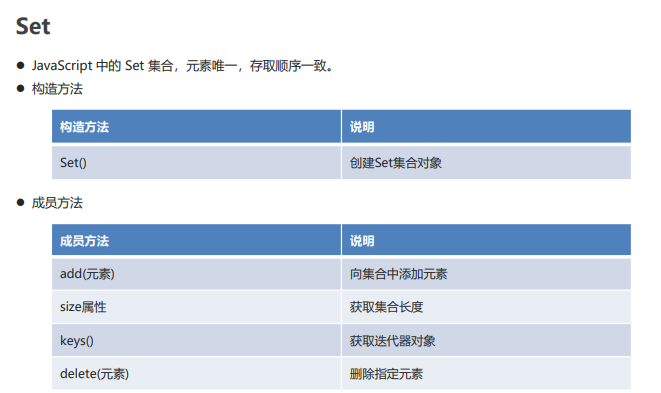 Set
● JavaScript 中的 Set 集合，元素唯一，存取顺序一致。
● 构造方法
构造方法 说明
Set() 创建Set集合对象
● 成员方法
成员方法 说明
add(元素) 向集合中添加元素
size属性 获取集合长度
keys() 获取迭代器对象
delete(元素) 删除指定元素